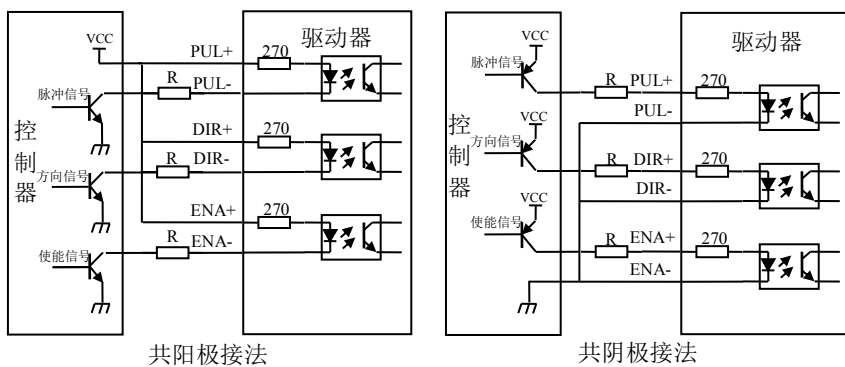 VCC
PUL+
270
驱动器
脉冲信号
R
PUL-
DIR+
270
控制器
方向信号
R
DIR-
ENA+
270
使能信号
R
ENA-
共阳极接法
VCC
驱动器
脉冲信号
R
PUL+
270
PUL-
VCC
控制器
方向信号
R
DIR+
270
DIR-
VCC
使能信号
R
ENA+
270
ENA-
共阴极接法